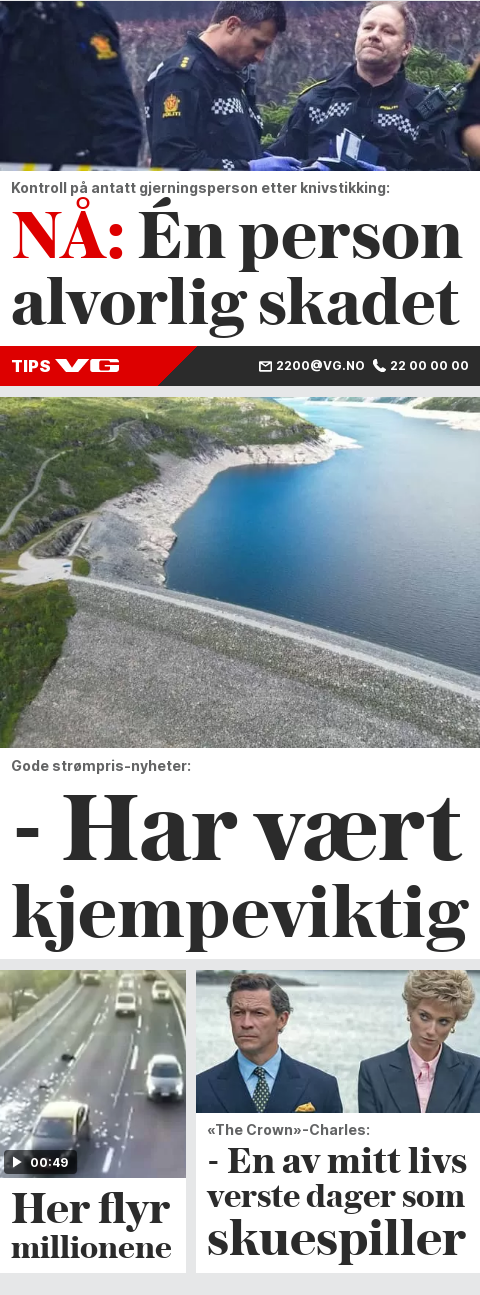 POLITI
POLITI
Kontroll på antatt gjerningsperson etter knivstikking:
NÅ: Én person
alvorlig skadet
TIPS VG 2200@VG.NO 22 00 00 00
Gode strømpris-nyheter:
- Har vært
kjempeviktig
00:49
Her flyr
millionene
«The Crown»-Charles:
- En av mitt livs
verste dager som
skuespiller